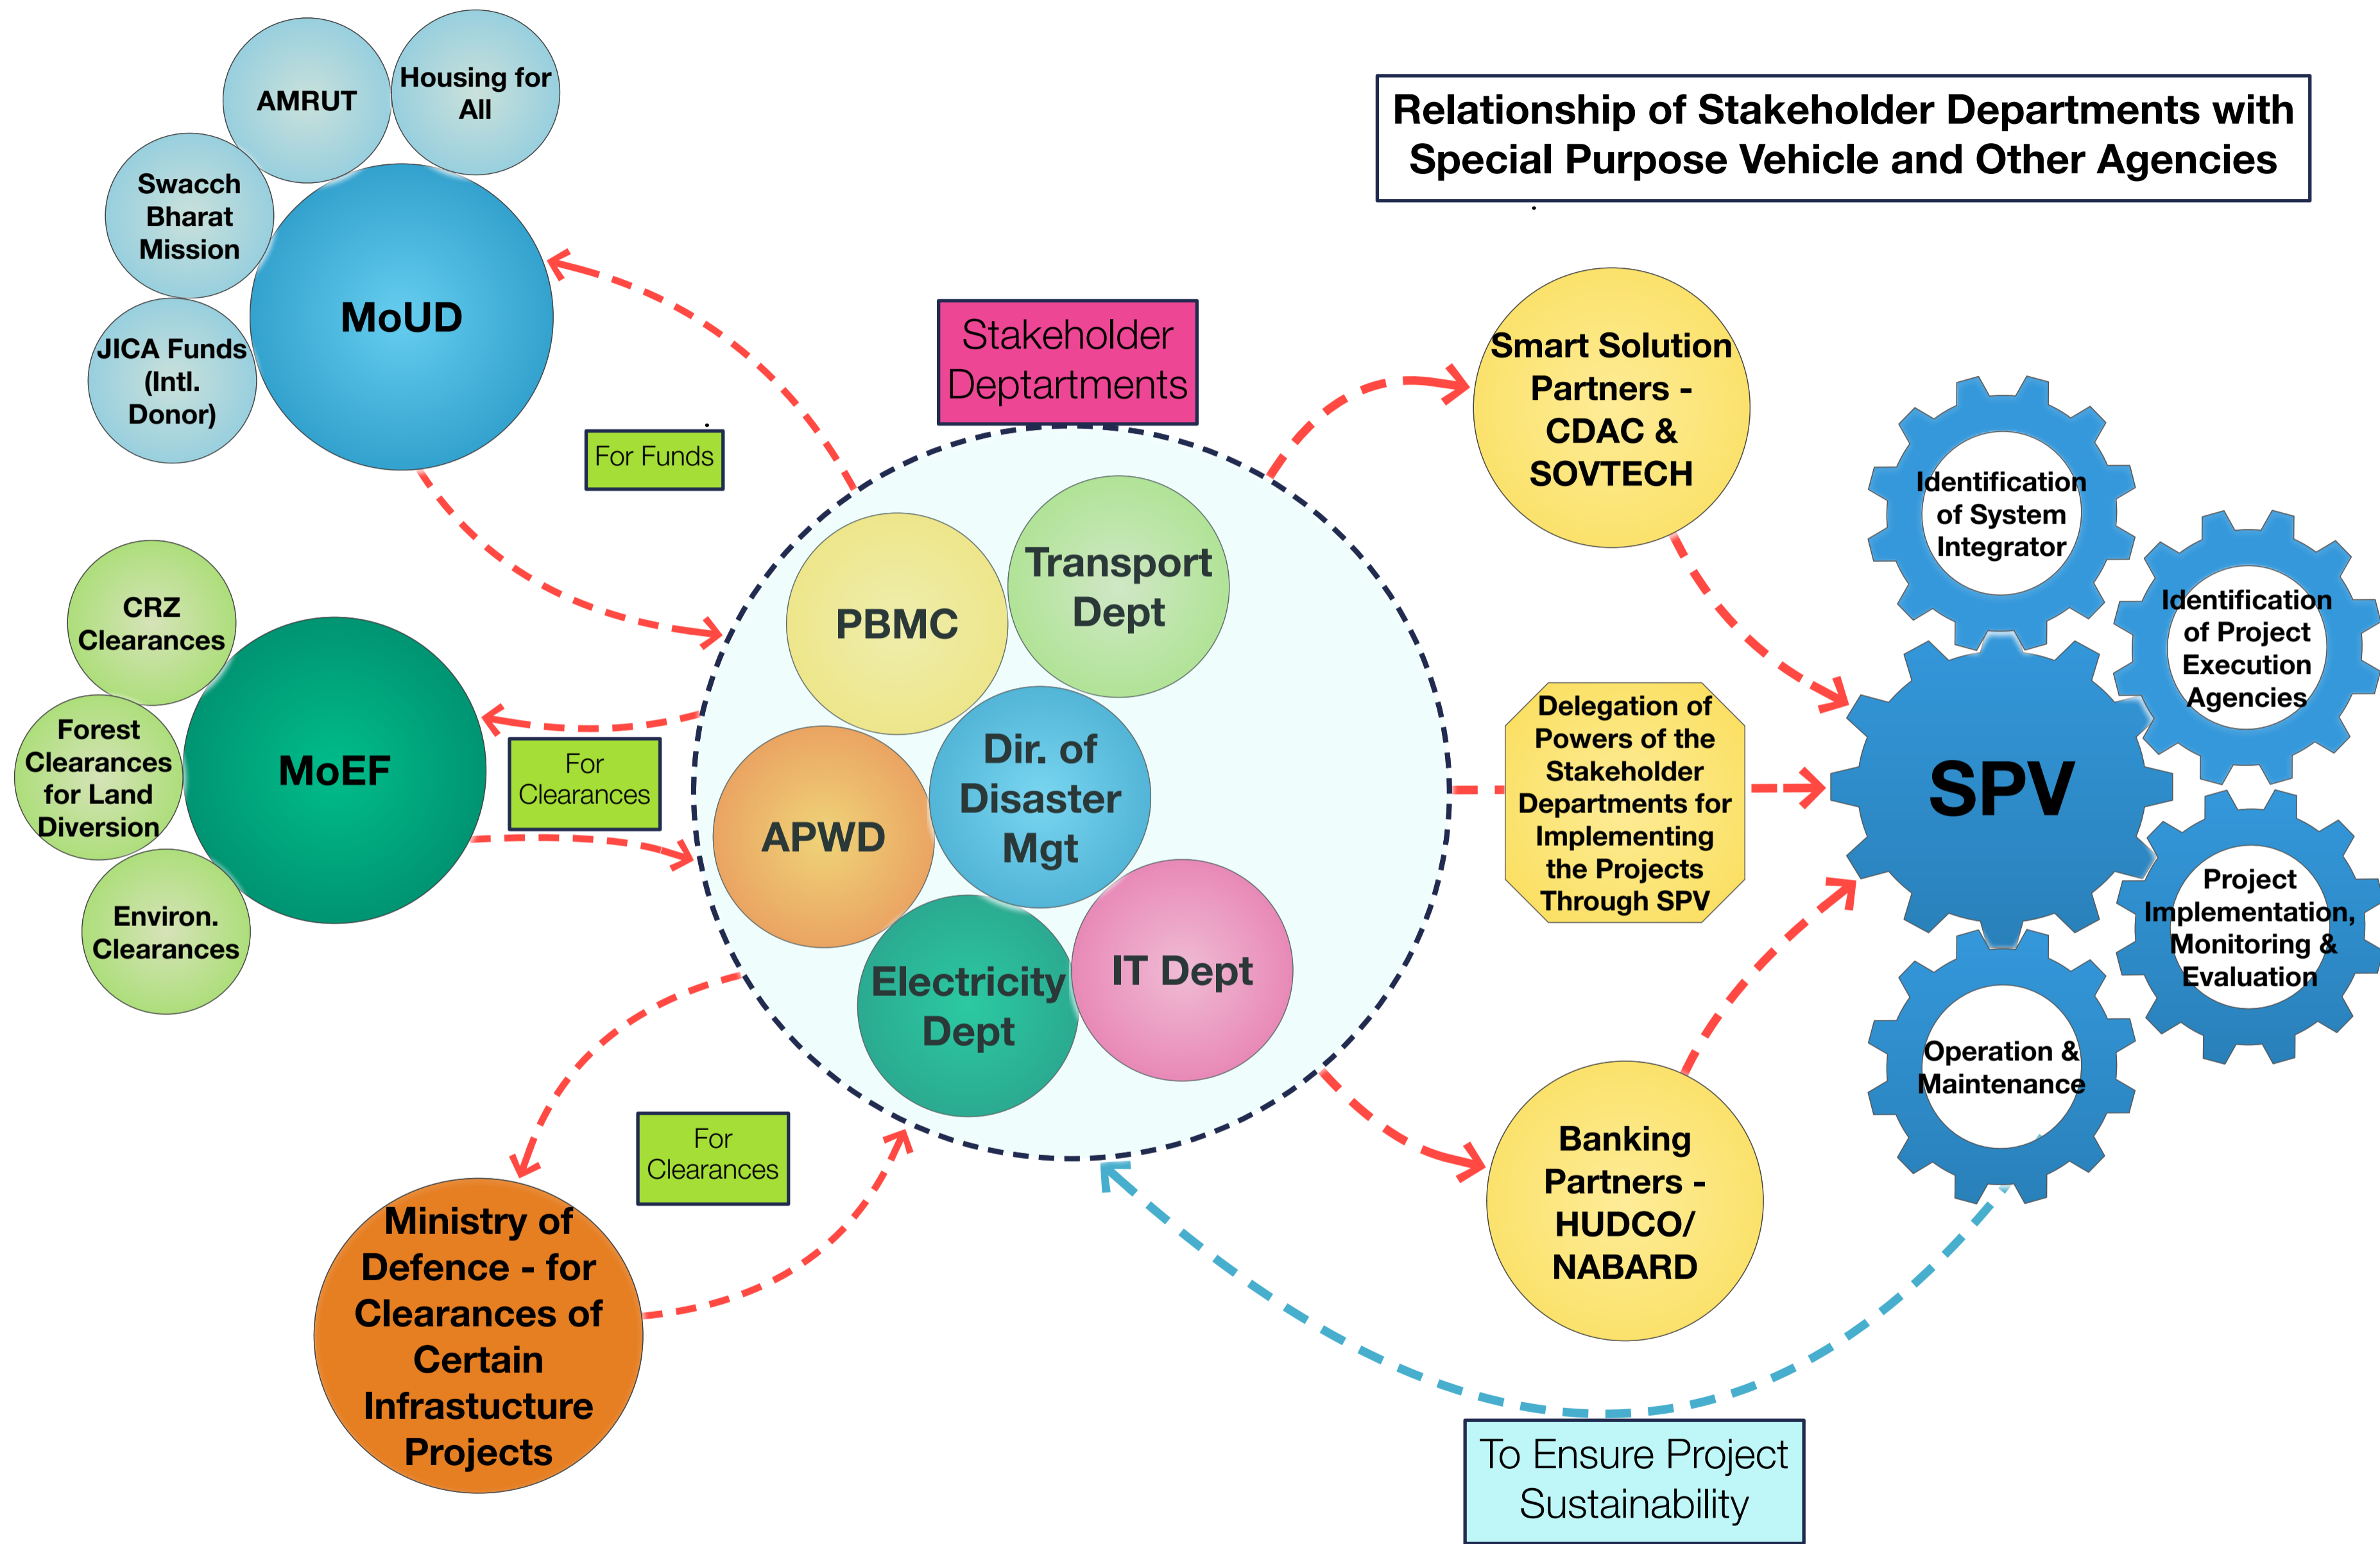 Relationship of Stakeholder Departments with
Special Purpose Vehicle and Other Agencies
AMRUT
Housing for
All
Swacch
Bharat
Mission
JICA Funds
(Intl.
Donor)
MoUD
For Funds
CRZ
Clearances
Forest
Clearances
for Land
Diversion
Environ.
Clearances
MoEF
For
Clearances
Ministry of
Defence - for
Clearances of
Certain
Infrastucture
Projects
For
Clearances
Stakeholder
Deptartments
PBMC
Transport
Dept
APWD
Dir. of
Disaster
Mgt
Electricity
Dept
IT Dept
Smart Solution
Partners -
CDAC &
SOVTECH
Delegation of
Powers of the
Stakeholder
Departments for
Implementing
the Projects
Through SPV
Banking
Partners -
HUDCO/
NABARD
SPV
Identification
of System
Integrator
Identification
of Project
Execution
Agencies
Project
Implementation,
Monitoring &
Evaluation
Operation &
Maintenance
To Ensure Project
Sustainability